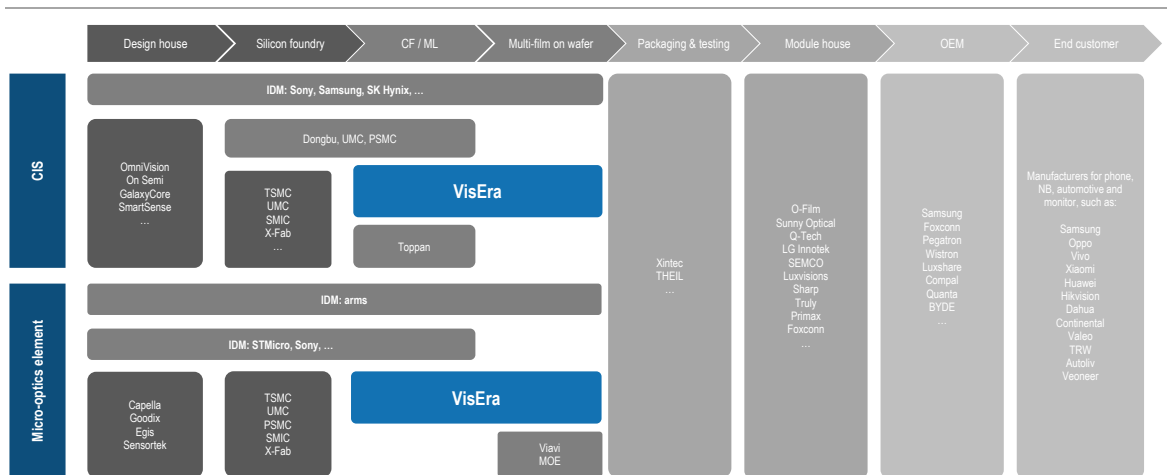 Design house
Silicon foundry
CF / ML
Multi-film on wafer
Packaging & testing
Module house
OEM
End customer
CIS
IDM: Sony, Samsung, SK Hynix, …
OmniVision
On Semi
GalaxyCore
SmartSense
…
Dongbu, UMC, PSMC
TSMC
UMC
SMIC
X-Fab
…
VisEra
Toppan
Micro-optics element
IDM: arms
IDM: STMicro, Sony, …
Capella
Goodix
Egis
Sensortek
TSMC
UMC
PSMC
SMIC
X-Fab
VisEra
Viavi
MOE
Xintec
THEIL
…
O-Film
Sunny Optical
Q-Tech
LG Innotek
SEMCO
Luxvisions
Sharp
Truly
Primax
Foxconn
…
Samsung
Foxconn
Pegatron
Wistron
Luxshare
Compal
Quanta
BYDE
…
Manufacturers for phone,
NB, automotive and
monitor, such as:
Samsung
Oppo
Vivo
Xiaomi
Huawei
Hikvision
Dahua
Continental
Valeo
TRW
Autoliv
Veoneer